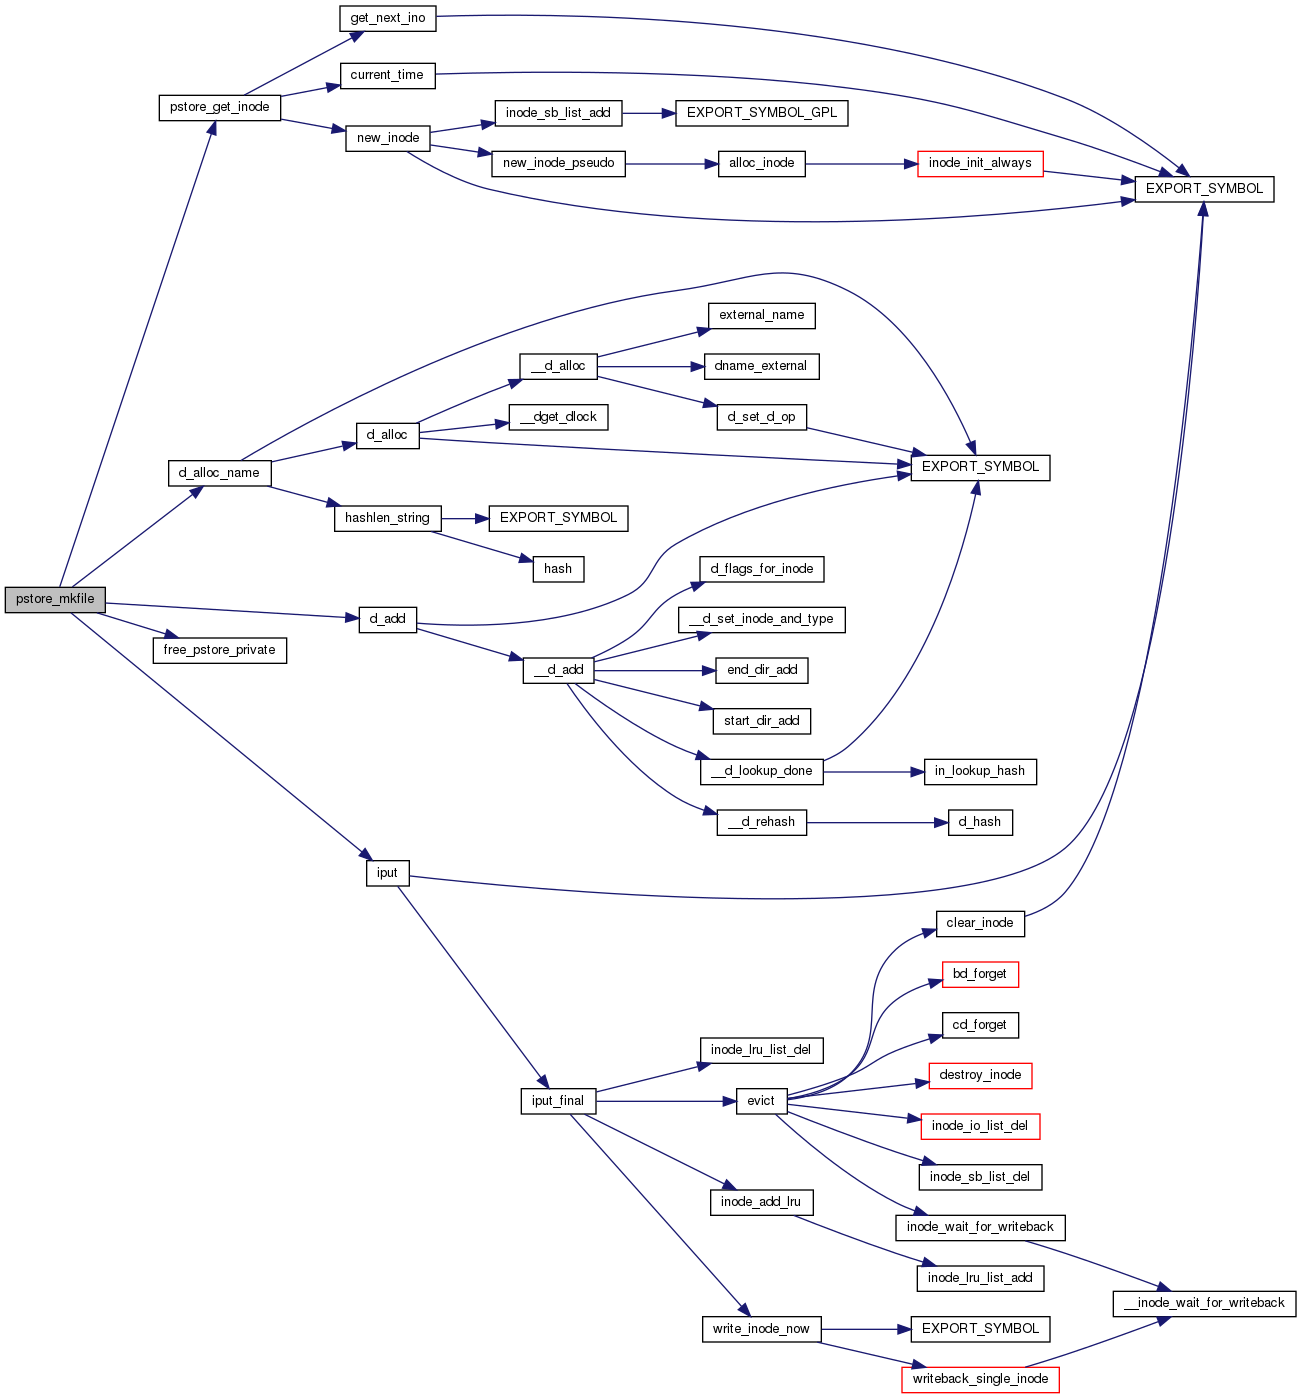 get_next_ino
current_time
pstore_get_inode
inode_sb_list_add
EXPORT_SYMBOL_GPL
new_inode
new_inode_pseudo
alloc_inode
inode_init_always
EXPORT_SYMBOL
external_name
__d_alloc
dname_external
__dget_dlock
d_set_d_op
d_alloc
d_alloc_name
EXPORT_SYMBOL
hashlen_string
EXPORT_SYMBOL
hash
d_flags_for_inode
pstore_mkfile
d_add
__d_set_inode_and_type
free_pstore_private
__d_add
end_dir_add
start_dir_add
__d_lookup_done
in_lookup_hash
__d_rehash
d_hash
iput
clear_inode
bd_forget
cd_forget
inode_lru_list_del
destroy_inode
iput_final
evict
inode_io_list_del
inode_sb_list_del
inode_add_lru
inode_wait_for_writeback
inode_lru_list_add
__inode_wait_for_writeback
write_inode_now
EXPORT_SYMBOL
writeback_single_inode